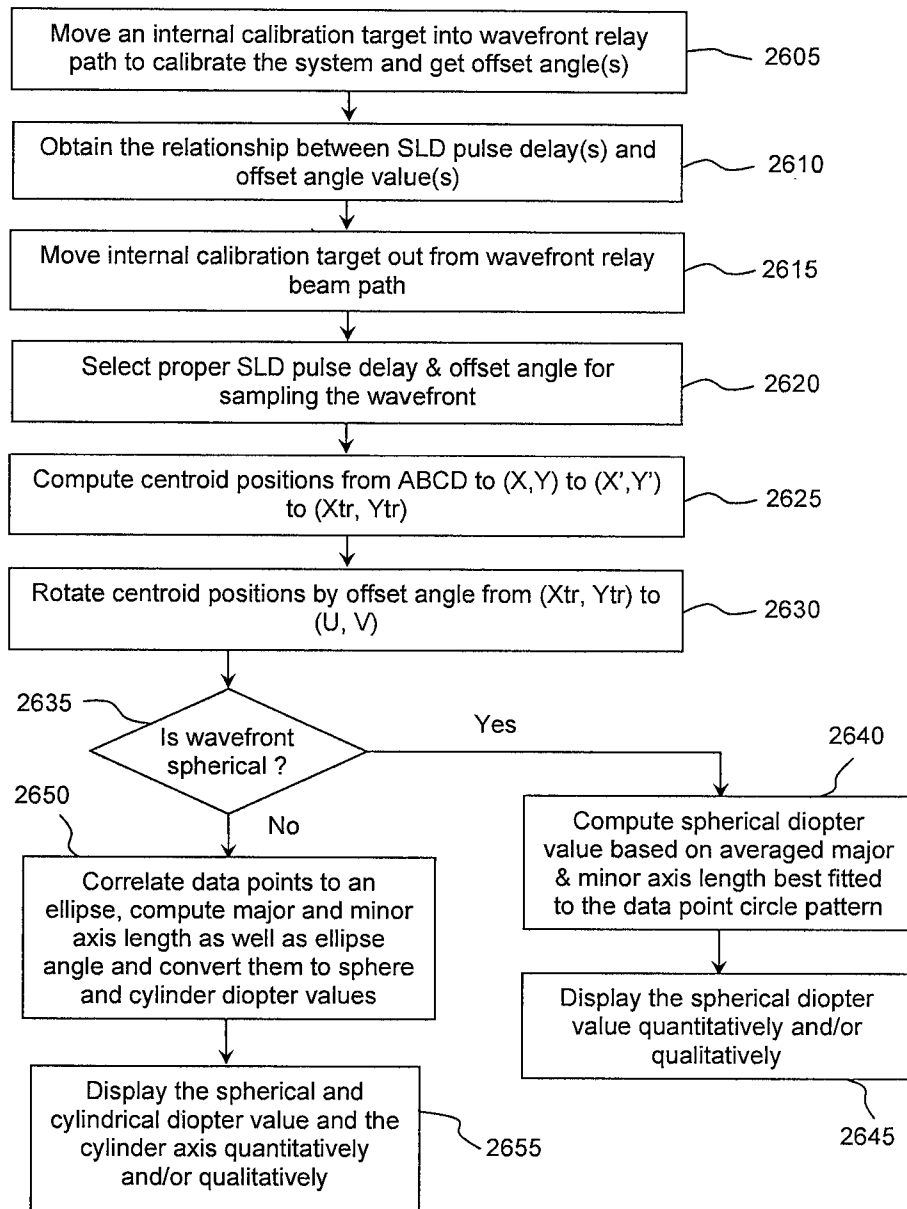 Move an internal calibration target into wavefront relay
path to calibrate the system and get offset angle(s)
2605
Obtain the relationship between SLD pulse delay(s) and
offset angle value(s)
2610
Move internal calibration target out from wavefront relay
beam path
2615
Select proper SLD pulse delay & offset angle for
sampling the wavefront
2620
Compute centroid positions from ABCD to (X,Y) to (X',Y')
to (Xtr, Ytr)
2625
Rotate centroid positions by offset angle from (Xtr, Ytr) to
(U, V)
2630
2635
Is wavefront
spherical ?
Yes
No
2640
Compute spherical diopter
value based on averaged major
& minor axis length best fitted
to the data point circle pattern
Display the spherical diopter
value quantitatively and/or
qualitatively
2645
2650
Correlate data points to an
ellipse, compute major and minor
axis length as well as ellipse
angle and convert them to sphere
and cylinder diopter values
Display the spherical and
cylindrical diopter value and the
cylinder axis quantitatively
and/or qualitatively
2655